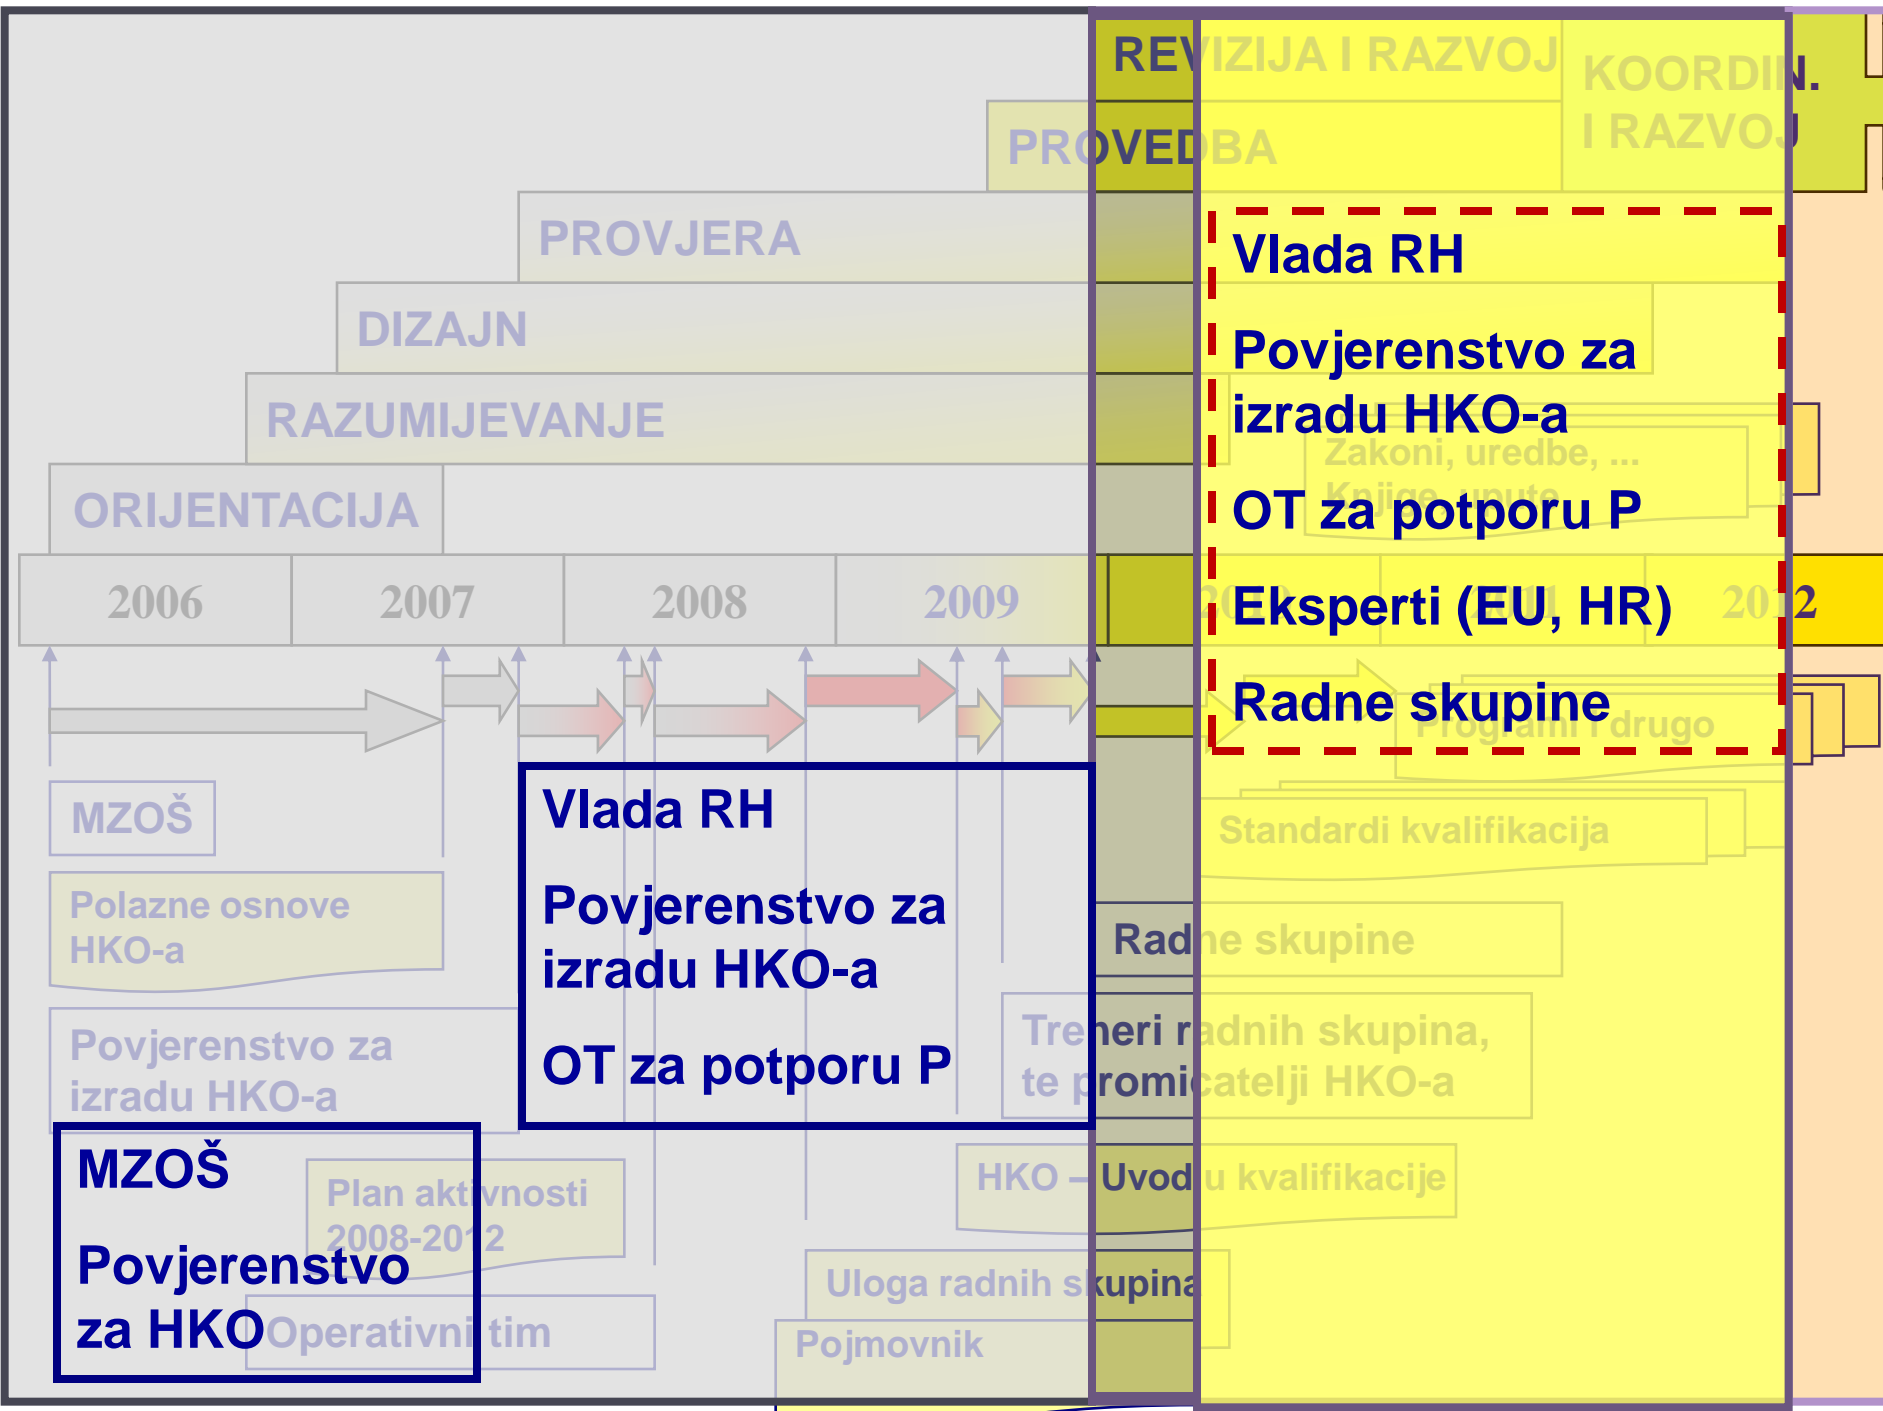 REVIZIJA I RAZVOJ
KOORDIN.
I RAZVOJ
PROVEDBA
PROVJERA
DIZAJN
RAZUMIJEVANJE
ORIJENTACIJA
Vlada RH
Povjerenstvo za
izradu HKO-a
OT za potporu P
Eksperti (EU, HR)
Radne skupine
Zakoni, uredbe, ...
Knjige, upute
2006
2007
2008
2009
2010
2011
2012
Programi i drugo
Standardi kvalifikacija
MZOŠ
Polazne osnove
HKO-a
Povjerenstvo za
izradu HKO-a
Vlada RH
Povjerenstvo za
izradu HKO-a
OT za potporu P
Radne skupine
Treneri radnih skupina,
te promicatelji HKO-a
MZOŠ
Povjerenstvo
za HKO
Plan aktivnosti
2008-2012
Operativni tim
HKO – Uvod u kvalifikacije
Uloga radnih skupina
Pojmovnik